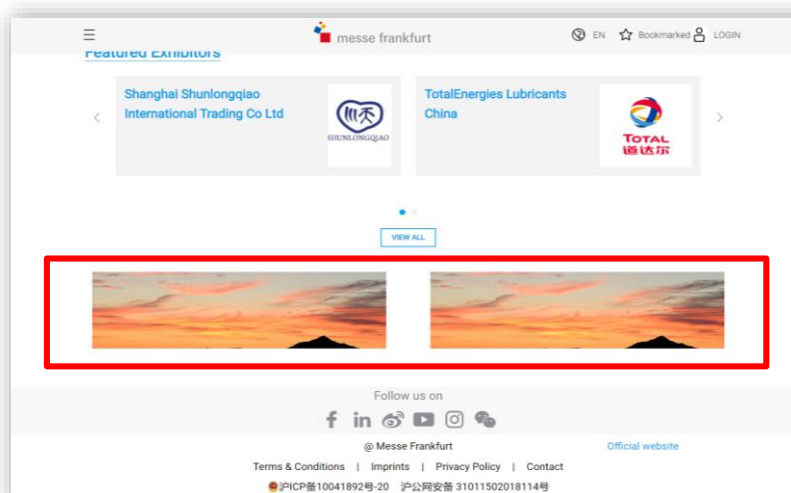 messe frankfurt
EN Bookmarked LOGIN
Featured Exhibitors
Shanghai Shunlongqiao
International Trading Co Ltd
SHUNLONGQIAO
TotalEnergies Lubricants
China
TOTAL
道达尔
VIEW ALL
Follow us on
@ Messe Frankfurt
Official website
Terms & Conditions | Imprints | Privacy Policy | Contact
沪ICP备10041892号-20 沪公网安备 31011502018114号